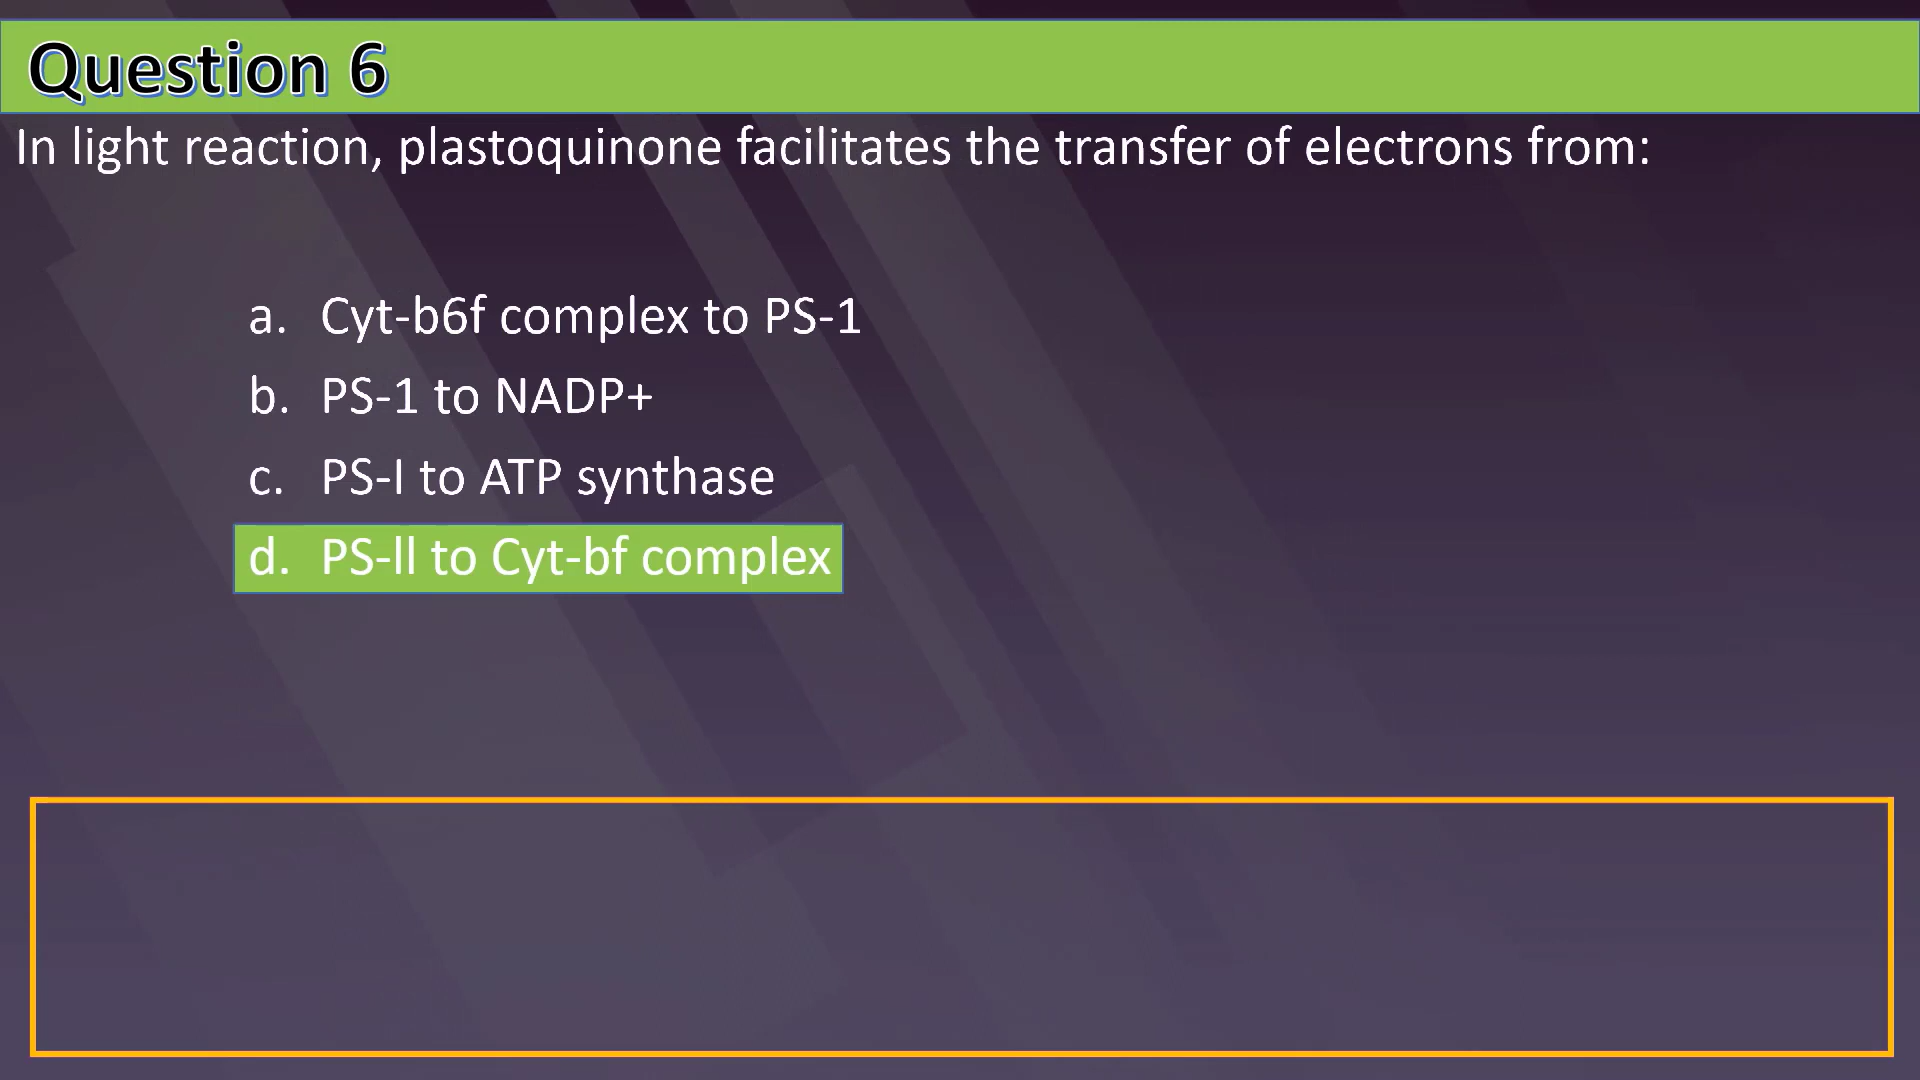 Question 6
In light reaction, plastoquinone facilitates the transfer of electrons from:
a. Cyt-b6f complex to PS-1
b. PS-1 to NADP+
c. PS-I to ATP synthase
d. PS-ll to Cyt-bf complex